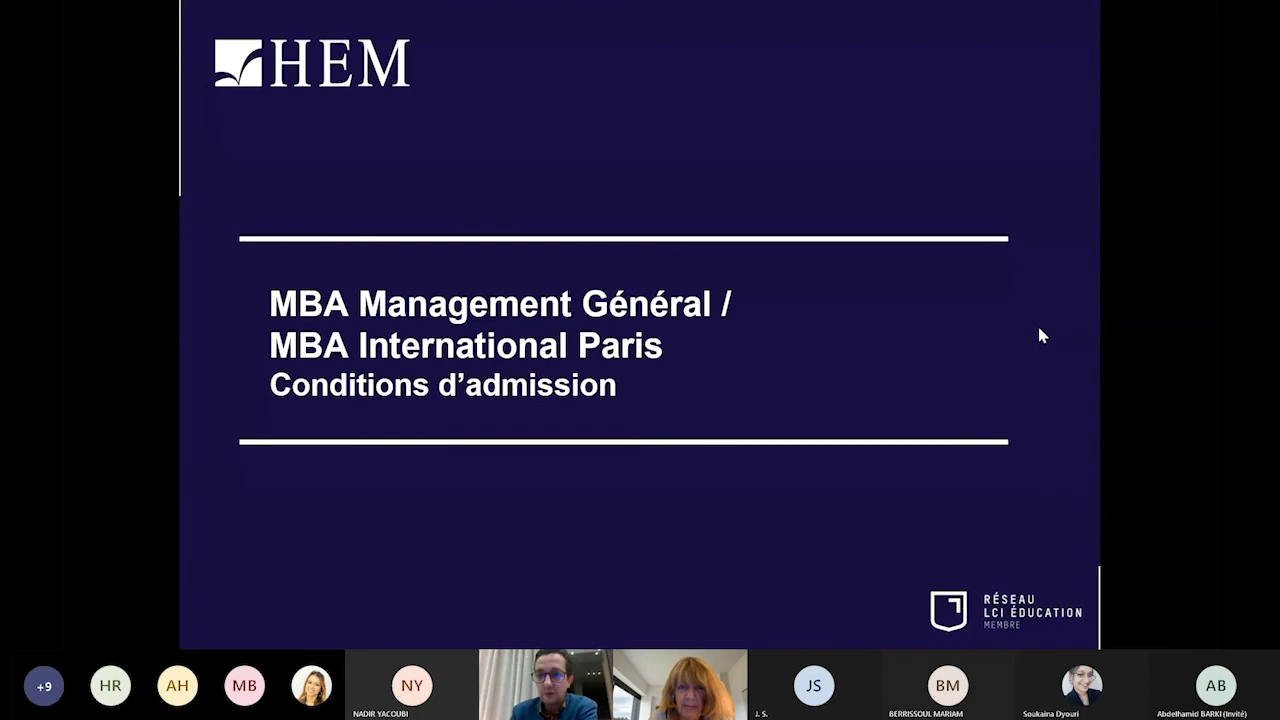 HEM
MBA Management Général /
MBA International Paris
Conditions d’admission
RÉSEAU
LCI ÉDUCATION
MEMBRE
+9
HR
AH
MB
NY
NADIR YACOUBI
JS
J. S.
BM
BERRISSOUL MARIAM
Soukaina Dyouri
AB
Abdelhamid BARKI (Invité)